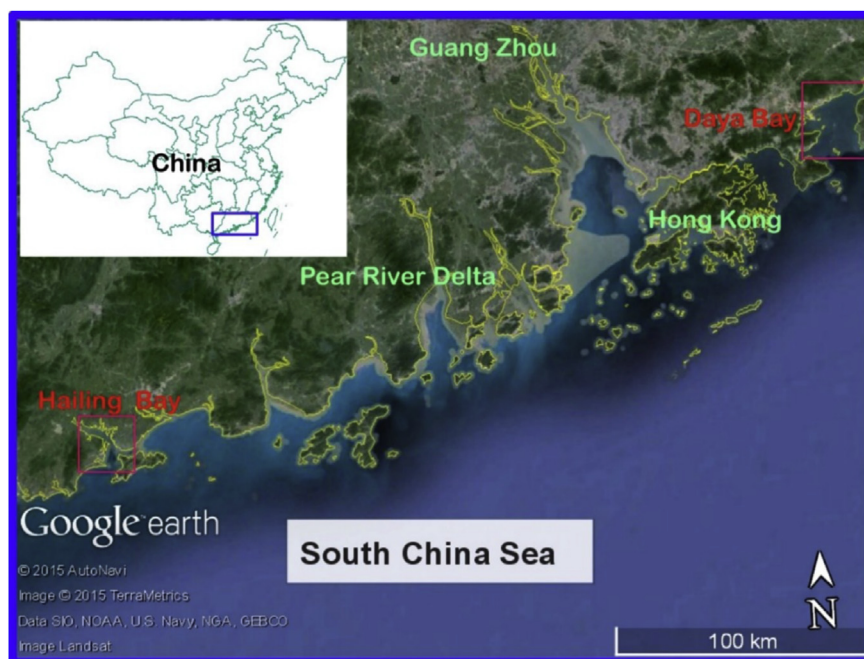 Guang Zhou
China
Daya Bay
Hong Kong
Pear River Delta
Hailing Bay
Google earth
South China Sea
© 2015 AutoNavi
Image © 2015 TerraMetrics
Data SIO, NOAA, U.S. Navy, NGA, GEBCO
Image Landsat
N
100 km